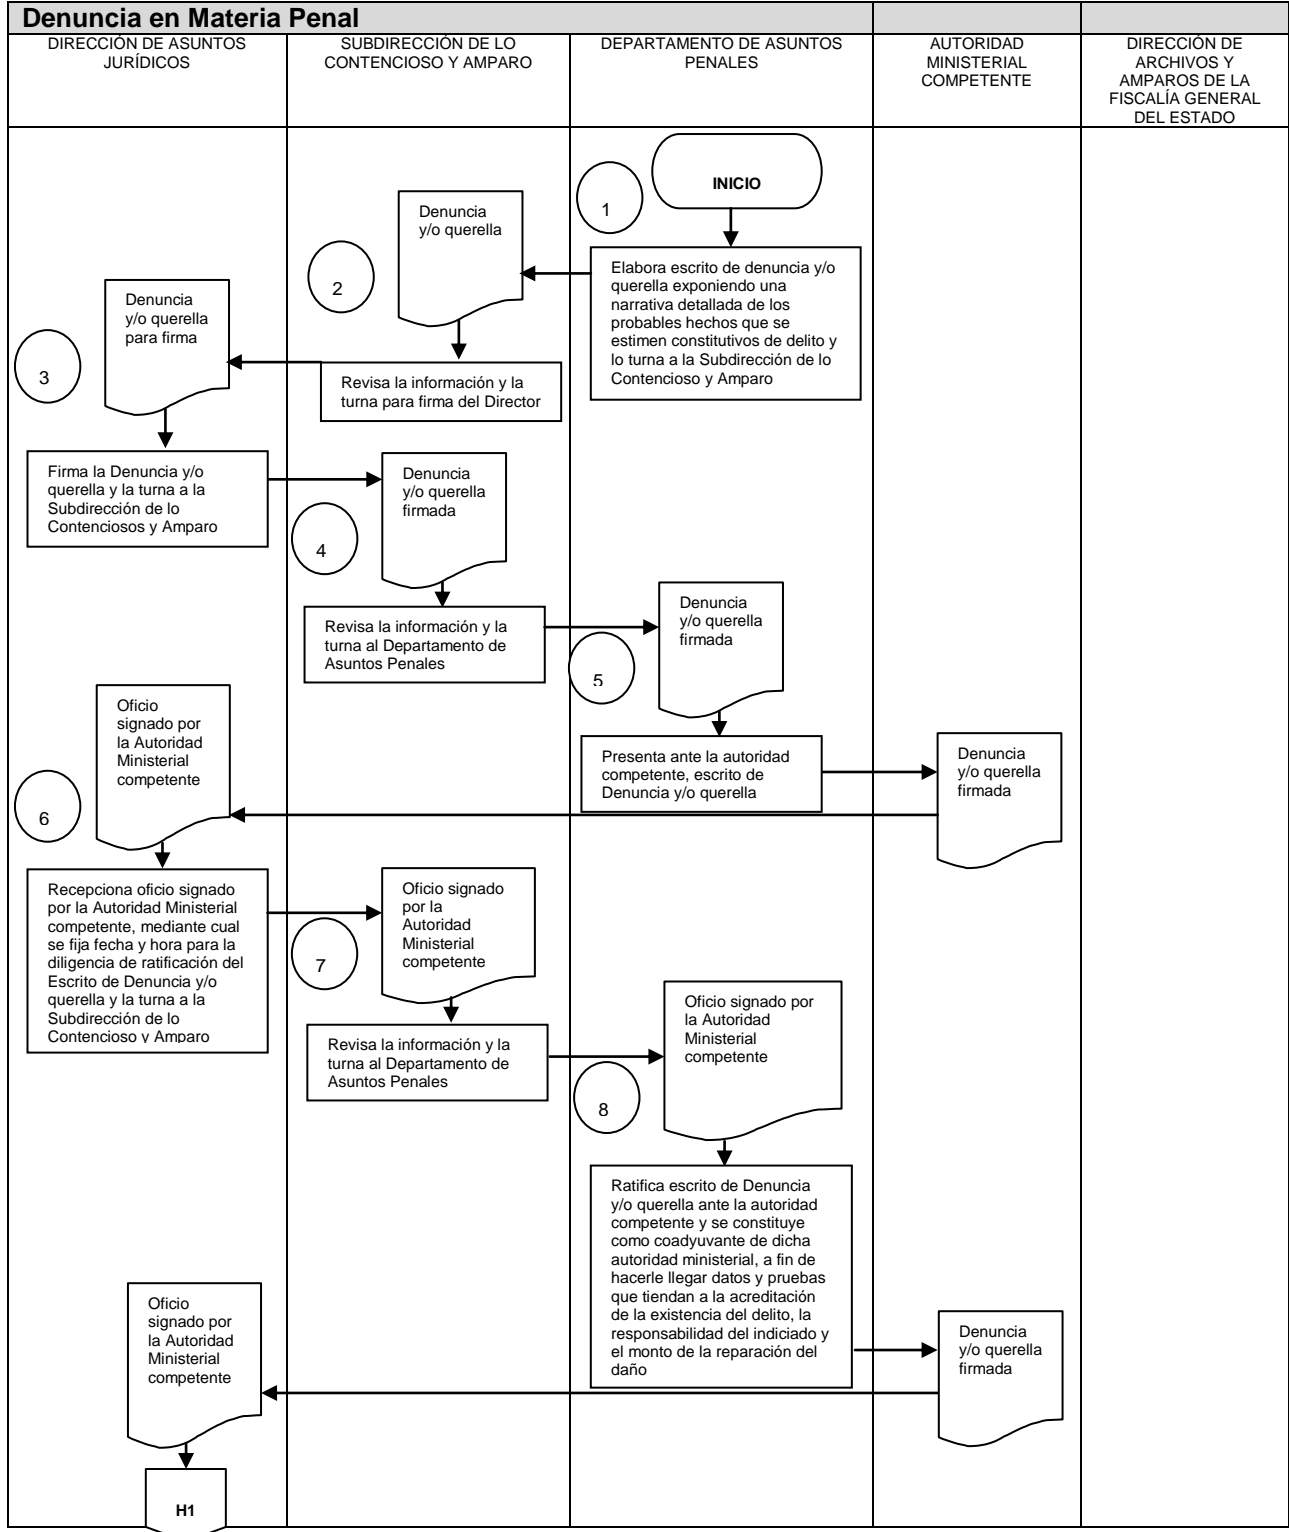 Denuncia en Materia Penal
DIRECCIÓN DE ASUNTOS
JURÍDICOS
SUBDIRECCIÓN DE LO
CONTENCIOSO Y AMPARO
DEPARTAMENTO DE ASUNTOS
PENALES
AUTORIDAD
MINISTERIAL
COMPETENTE
DIRECCIÓN DE
ARCHIVOS Y
AMPAROS DE LA
FISCALÍA GENERAL
DEL ESTADO
INICIO
1
Elabora escrito de denuncia y/o
querella exponiendo una
narrativa detallada de los
probables hechos que se
estimen constitutivos de delito y
lo turna a la Subdirección de lo
Contencioso y Amparo
Denuncia
y/o querella
2
Revisa la información y la
turna para firma del Director
Denuncia
y/o querella
para firma
3
Firma la Denuncia y/o
querella y la turna a la
Subdirección de lo
Contenciosos y Amparo
Denuncia
y/o querella
firmada
4
Revisa la información y la
turna al Departamento de
Asuntos Penales
Denuncia
y/o querella
firmada
5
Presenta ante la autoridad
competente, escrito de
Denuncia y/o querella
Denuncia
y/o querella
firmada
Oficio
signado por
la Autoridad
Ministerial
competente
6
Recepciona oficio signado
por la Autoridad Ministerial
competente, mediante cual
se fija fecha y hora para la
diligencia de ratificación del
Escrito de Denuncia y/o
querella y la turna a la
Subdirección de lo
Contencioso y Amparo
Oficio signado
por la
Autoridad
Ministerial
competente
7
Revisa la información y la
turna al Departamento de
Asuntos Penales
Oficio signado por
la Autoridad
Ministerial
competente
8
Ratifica escrito de Denuncia
y/o querella ante la autoridad
competente y se constituye
como coadyuvante de dicha
autoridad ministerial, a fin de
hacerle llegar datos y pruebas
que tiendan a la acreditación
de la existencia del delito, la
responsabilidad del indiciado y
el monto de la reparación del
daño
Denuncia
y/o querella
firmada
Oficio
signado por
la Autoridad
Ministerial
competente
H1